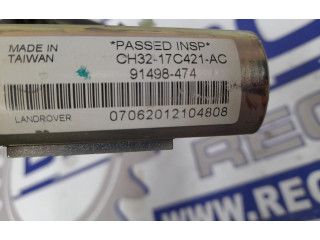 MADE IN
TAIWAN
*PASSED INSP*
CH32-17C421-AC
91498-474
LANDROVER
07062012104808
REC
WWW.REC